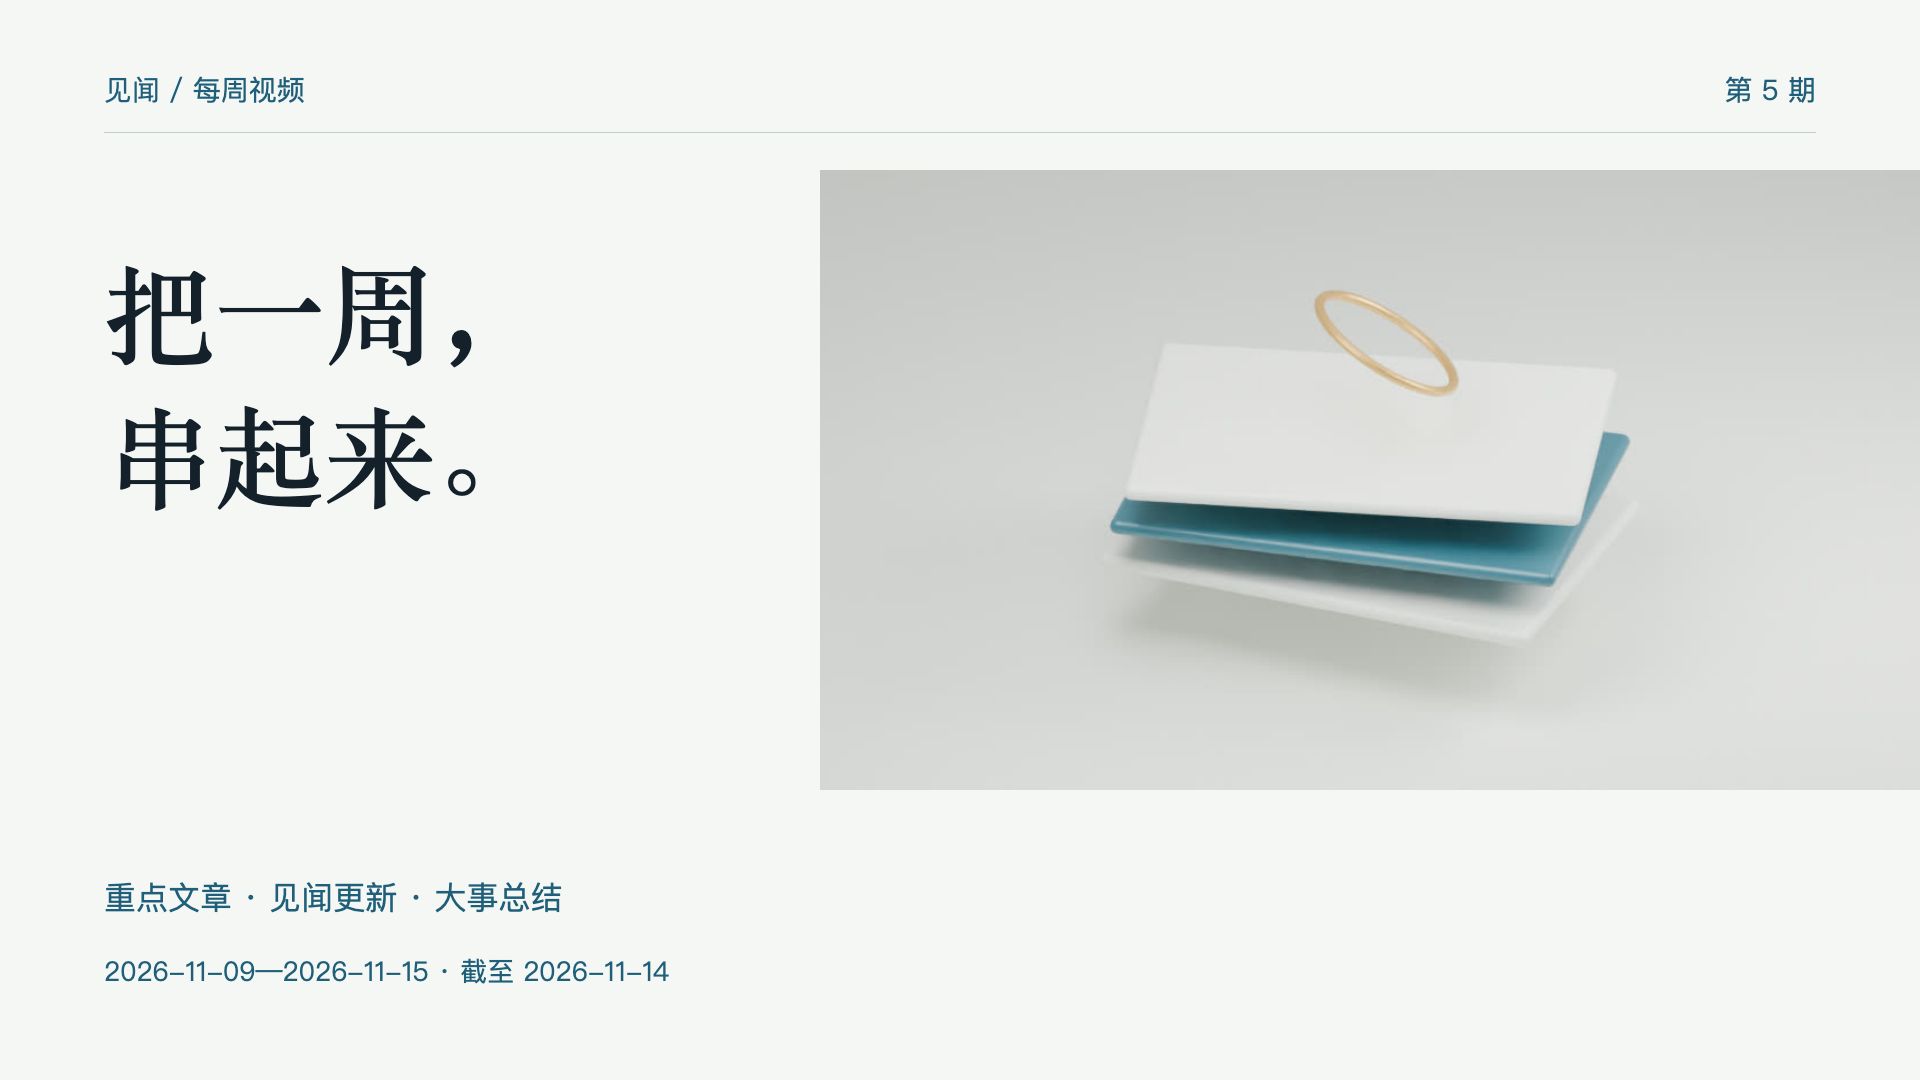 见闻 / 每周视频
第 5 期
把一周，
串起来。
重点文章 · 见闻更新 · 大事总结
2026-11-09—2026-11-15 · 截至 2026-11-14